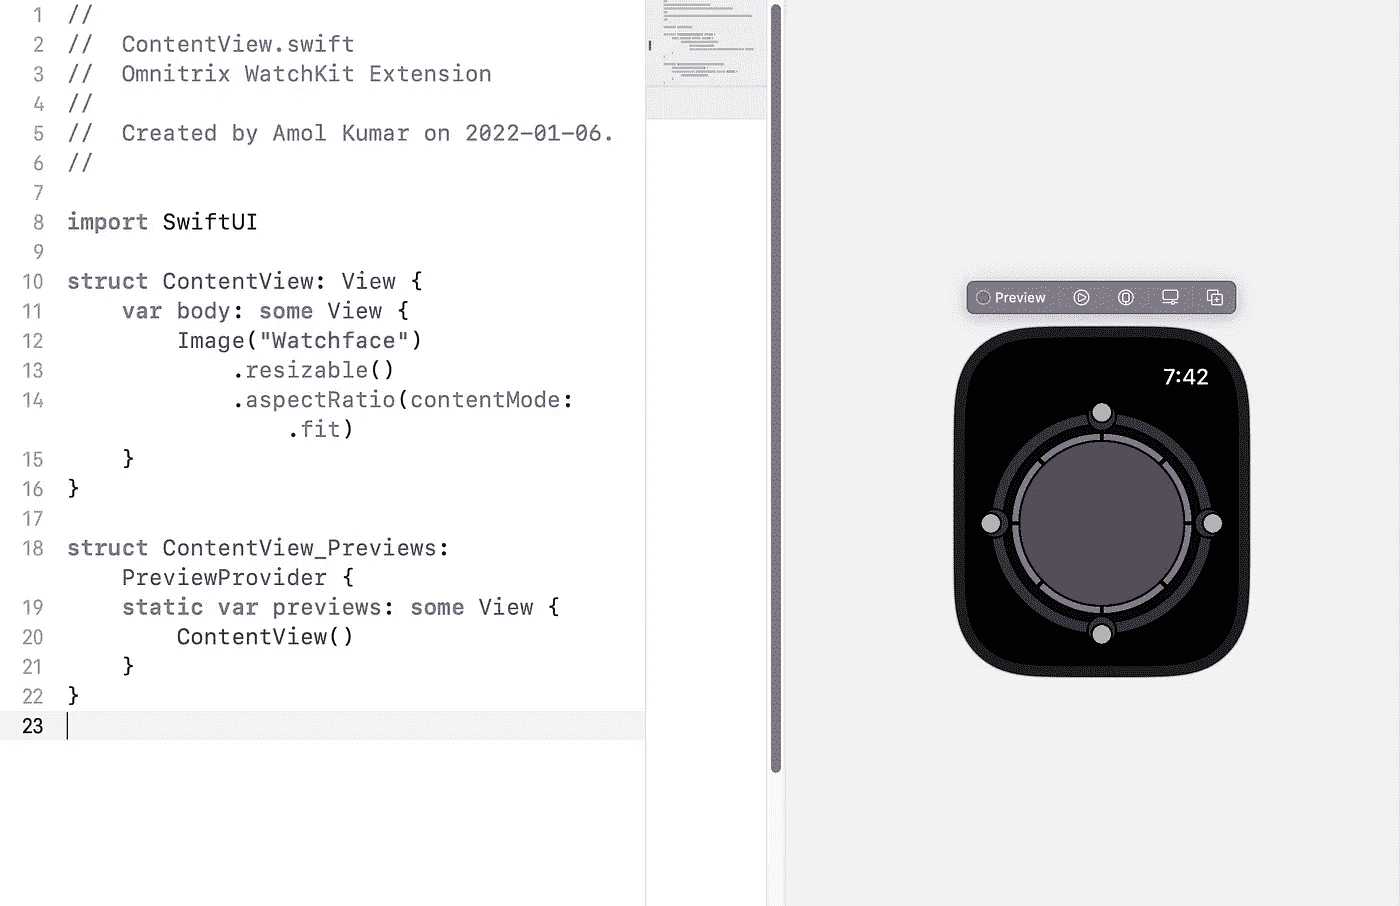 1 //
2 //  ContentView.swift
3 //  Omnitrix WatchKit Extension
4 //
5 //  Created by Amol Kumar on 2022-01-06.
6 //
7
8 import SwiftUI
9
10 struct ContentView: View {
11     var body: some View {
12         Image("Watchface")
13             .resizable()
14             .aspectRatio(contentMode:
                .fit)
15     }
16 }
17
18 struct ContentView_Previews:
    PreviewProvider {
19     static var previews: some View {
20         ContentView()
21     }
22 }
23
Preview
7:42